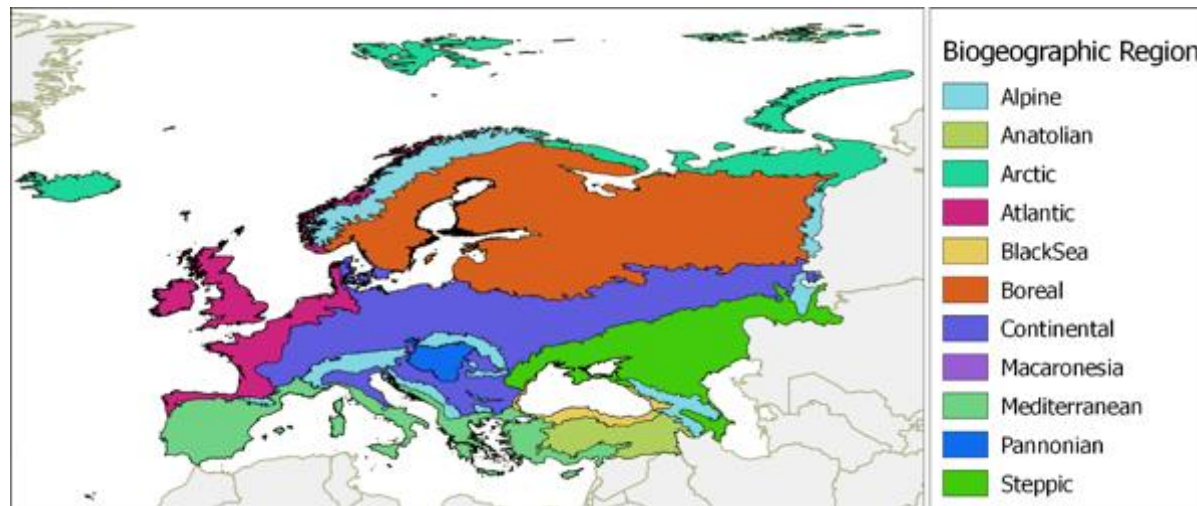 Biogeographic Region
Alpine
Anatolian
Arctic
Atlantic
BlackSea
Boreal
Continental
Macaronesia
Mediterranean
Pannonian
Steppic